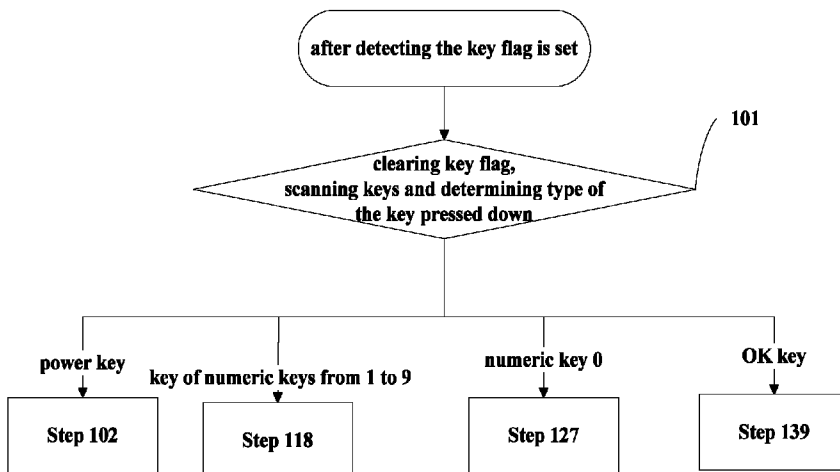 after detecting the key flag is set
101
clearing key flag,
scanning keys and determining type of
the key pressed down
power key
key of numeric keys from 1 to 9
numeric key 0
OK key
Step 102
Step 118
Step 127
Step 139